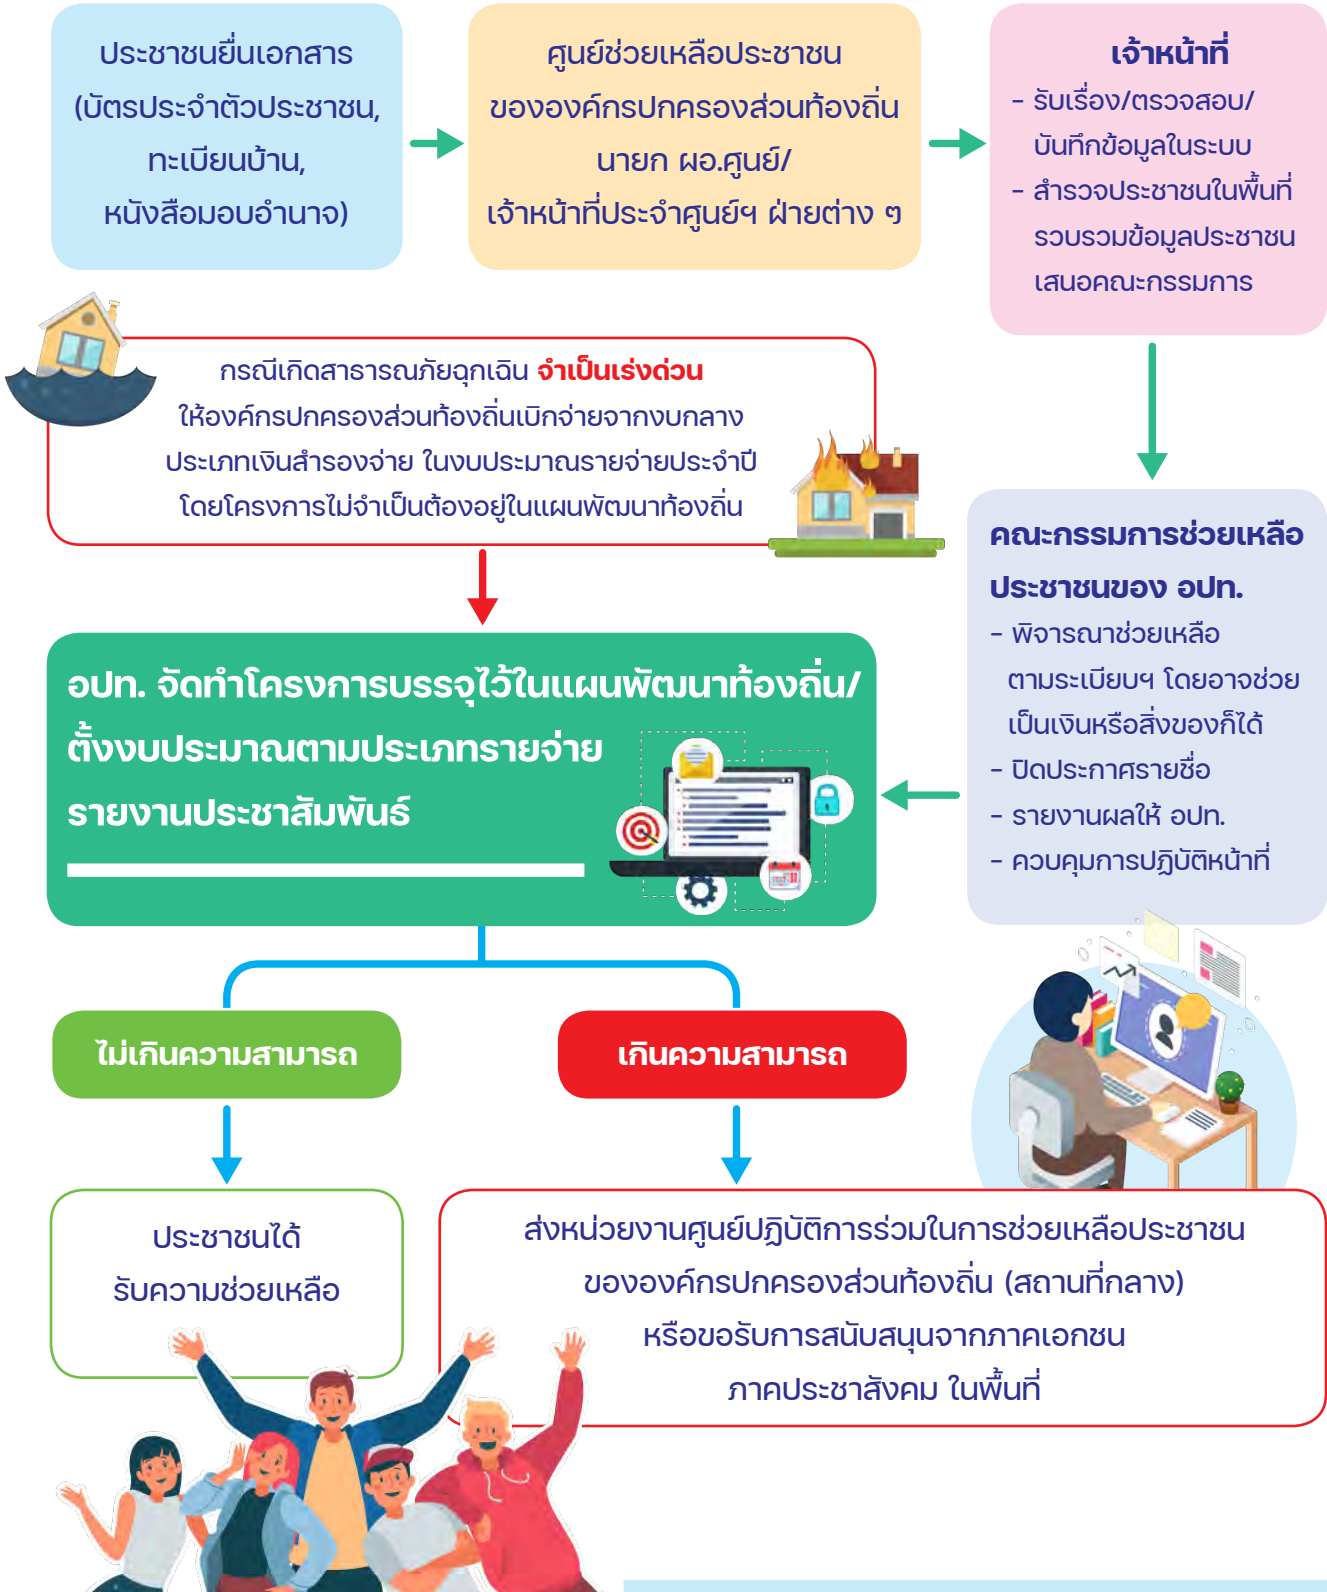 ประชาชนยื่นเอกสาร
(บัตรประจำตัวประชาชน,
ทะเบียนบ้าน,
หนังสือมอบอำนาจ)
ศูนย์ช่วยเหลือประชาชน
ขององค์กรปกครองส่วนท้องถิ่น
นายก ผอ.ศูนย์/
เจ้าหน้าที่ประจำศูนย์ฯ ฝ่ายต่าง ๆ
เจ้าหน้าที่
- รับเรื่อง/ตรวจสอบ/
บันทึกข้อมูลในระบบ
- สำรวจประชาชนในพื้นที่
รวบรวมข้อมูลประชาชน
เสนอคณะกรรมการ
กรณีเกิดสาธารณภัยฉุกเฉิน จำเป็นเร่งด่วน
ให้องค์กรปกครองส่วนท้องถิ่นเบิกจ่ายจากงบกลาง
ประเภทเงินสำรองจ่าย ในงบประมาณรายจ่ายประจำปี
โดยโครงการไม่จำเป็นต้องอยู่ในแผนพัฒนาท้องถิ่น
คณะกรรมการช่วยเหลือ
ประชาชนของ อปท.
- พิจารณาช่วยเหลือ
ตามระเบียบฯ โดยอาจช่วย
เป็นเงินหรือสิ่งของก็ได้
- ปิดประกาศรายชื่อ
- รายงานผลให้ อปท.
- ควบคุมการปฏิบัติหน้าที่
อปท. จัดทำโครงการบรรจุไว้ในแผนพัฒนาท้องถิ่น/
ตั้งงบประมาณตามประเภทรายจ่าย
รายงานประชาสัมพันธ์
ไม่เกินความสามารถ
เกินความสามารถ
ประชาชนได้
รับความช่วยเหลือ
ส่งหน่วยงานศูนย์ปฏิบัติการร่วมในการช่วยเหลือประชาชน
ขององค์กรปกครองส่วนท้องถิ่น (สถานที่กลาง)
หรือขอรับการสนับสนุนจากภาคเอกชน
ภาคประชาสังคม ในพื้นที่